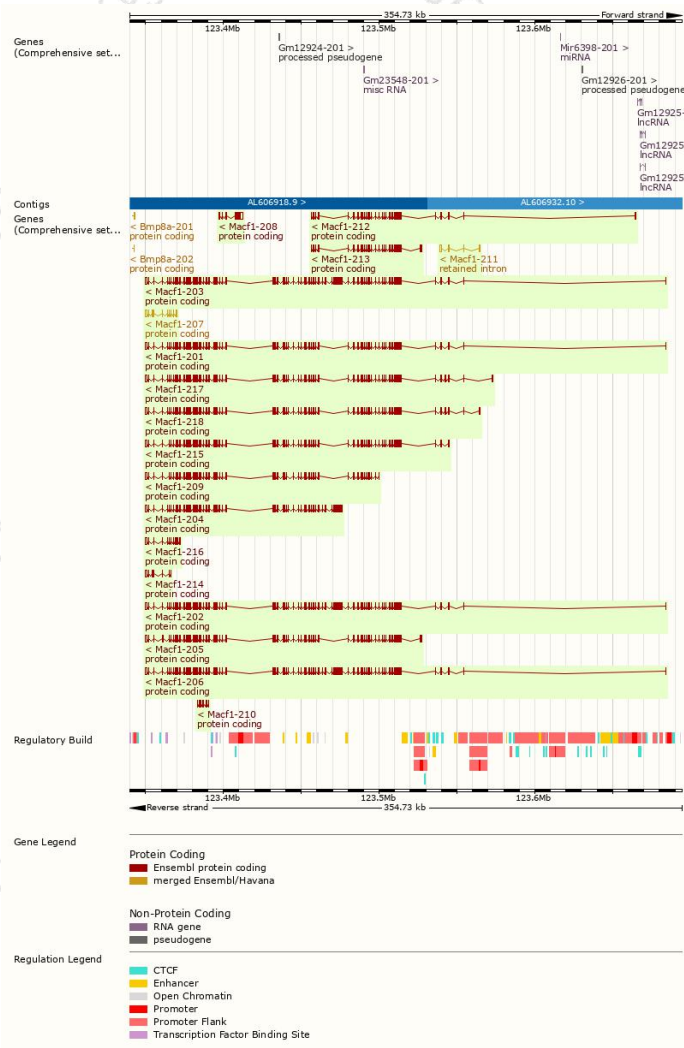 354.73 kb
Forward strand
123.4Mb
123.5Mb
123.6Mb
Genes
(Comprehensive set...
Gm12924-201 >
processed pseudogene
Mir6398-201 >
miRNA
Gm23548-201 >
misc RNA
Gm12926-201 >
processed pseudogene
Gm12925-
lncRNA
Gm12925
lncRNA
Gm12925
lncRNA
Contigs
AL606918.9 >
AL606932.10 >
Genes
(Comprehensive set...
< Bmp8a-201
protein coding
< Macf1-208
protein coding
< Macf1-212
protein coding
< Bmp8a-202
protein coding
< Macf1-213
protein coding
< Macf1-211
retained intron
< Macf1-203
protein coding
< Macf1-207
protein coding
< Macf1-201
protein coding
< Macf1-217
protein coding
< Macf1-218
protein coding
< Macf1-215
protein coding
< Macf1-209
protein coding
< Macf1-204
protein coding
< Macf1-216
protein coding
< Macf1-214
protein coding
< Macf1-202
protein coding
< Macf1-205
protein coding
< Macf1-206
protein coding
< Macf1-210
protein coding
Regulatory Build
123.4Mb
123.5Mb
123.6Mb
Reverse strand
354.73 kb
Gene Legend
Protein Coding
Ensembl protein coding
merged Ensembl/Havana
Non-Protein Coding
RNA gene
pseudogene
Regulation Legend
CTCF
Enhancer
Open Chromatin
Promoter
Promoter Flank
Transcription Factor Binding Site